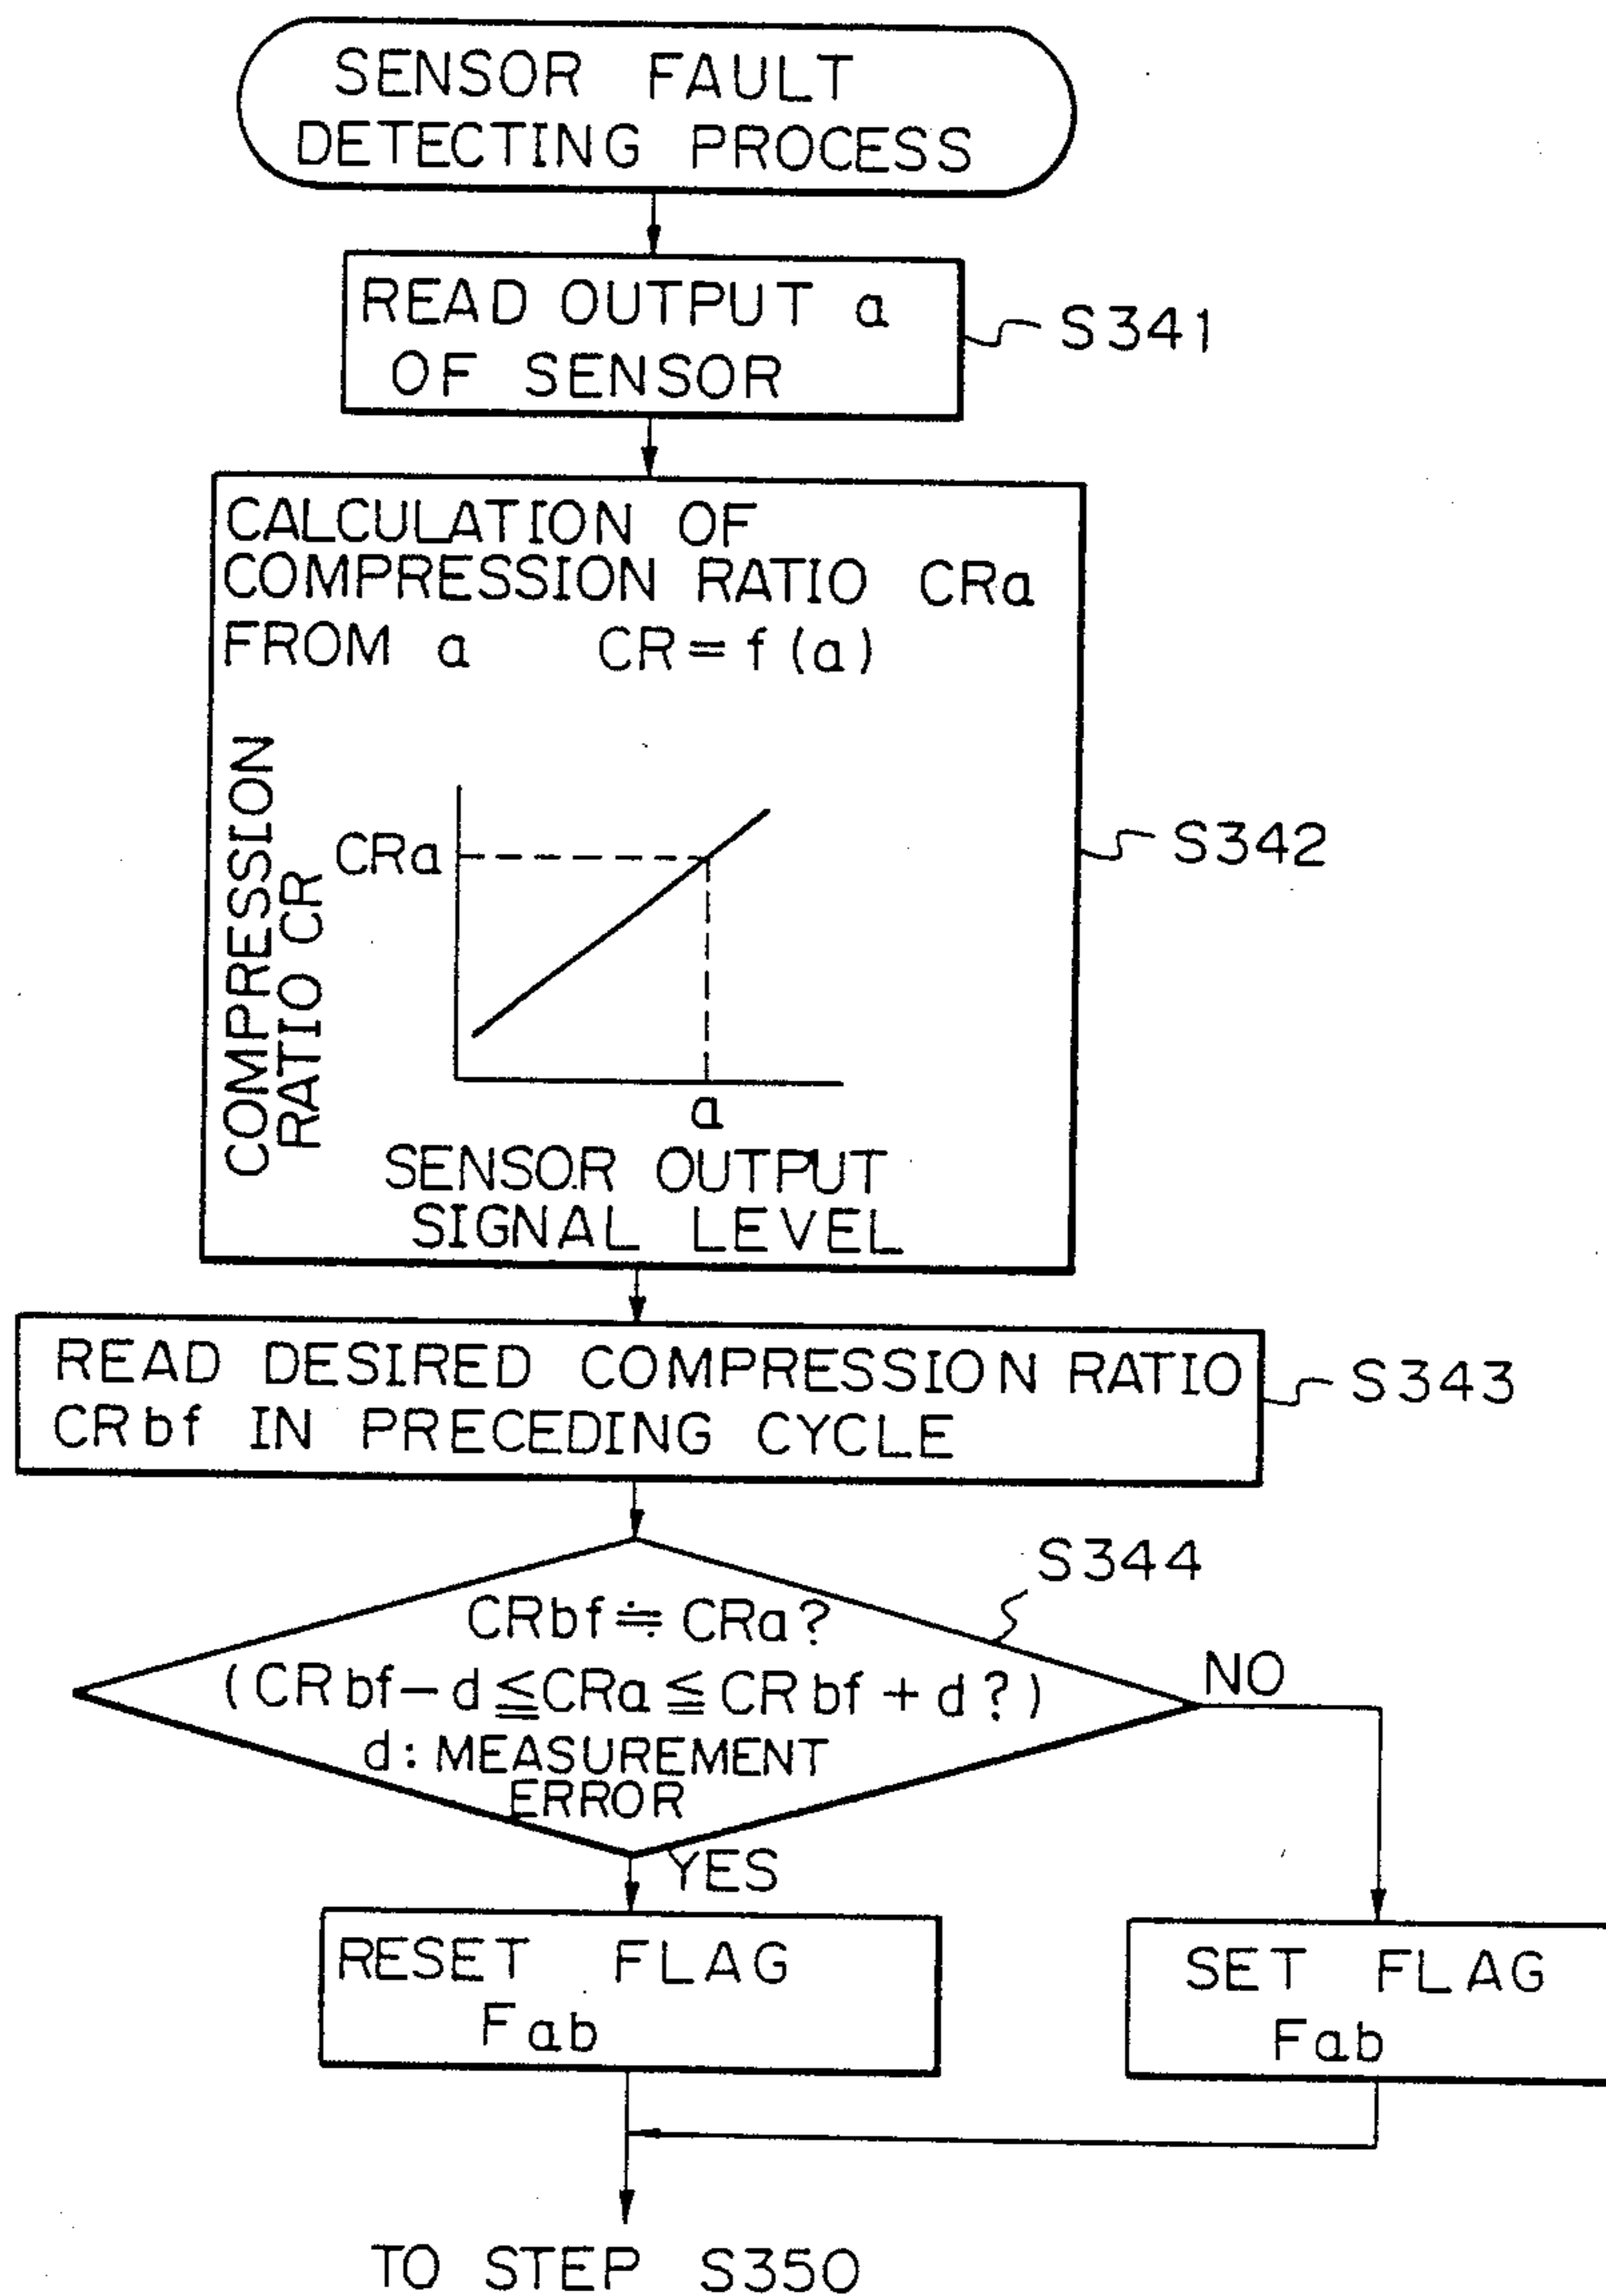 SENSOR FAULT
DETECTING PROCESS
READ OUTPUT a
OF SENSOR
S341
CALCULATION OF
COMPRESSION RATIO CRa
FROM a CR=f(a)
COMPRESSION
RATIO CR
CRa
a
SENSOR OUTPUT
SIGNAL LEVEL
S342
READ DESIRED COMPRESSION RATIO
CRbf IN PRECEDING CYCLE
S343
S344
CRbf≒CRa?
(CRbf-d≦CRa≦CRbf+d?)
d: MEASUREMENT
ERROR
NO
YES
RESET FLAG
Fab
SET FLAG
Fab
TO STEP S350